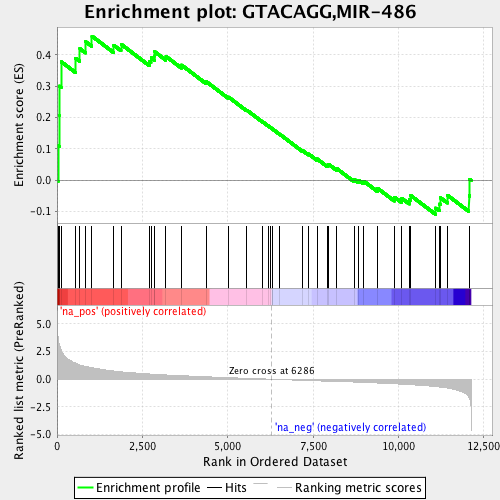 Enrichment plot: GTACAGG,MIR-486
Enrichment score (ES)
0.4
0.3
0.2
0.1
0.0
-0.1
'na_pos' (positively correlated)
Ranked list metric (PreRanked)
5.0
2.5
0.0
-2.5
-5.0
Zero cross at 6286
'na_neg' (negatively correlated)
0
2,500
5,000
7,500
10,000
12,500
Rank in Ordered Dataset
Enrichment profile
Hits
Ranking metric scores